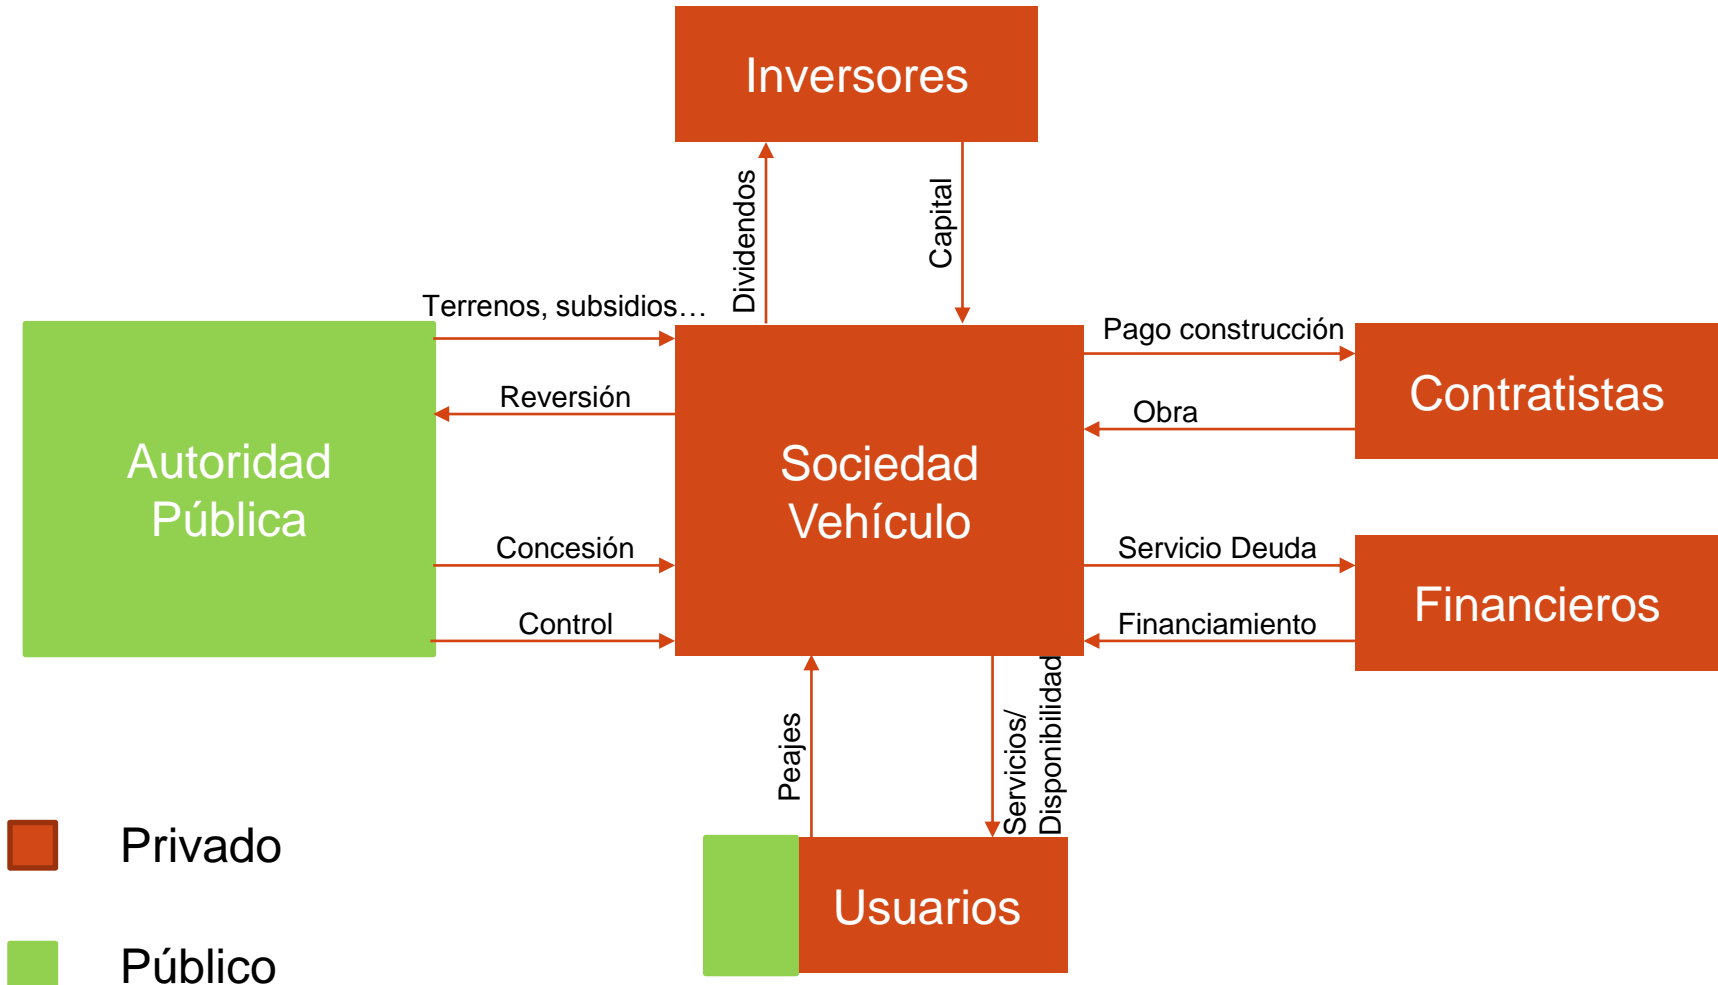 Inversores
Dividendos
Capital
Terrenos, subsidios…
Reversión
Autoridad
Pública
Concesión
Control
Sociedad
Vehículo
Pago construcción
Obra
Contratistas
Servicio Deuda
Financiamiento
Financieros
Peajes
Servicios/
Disponibilidad
Usuarios
Privado
Público